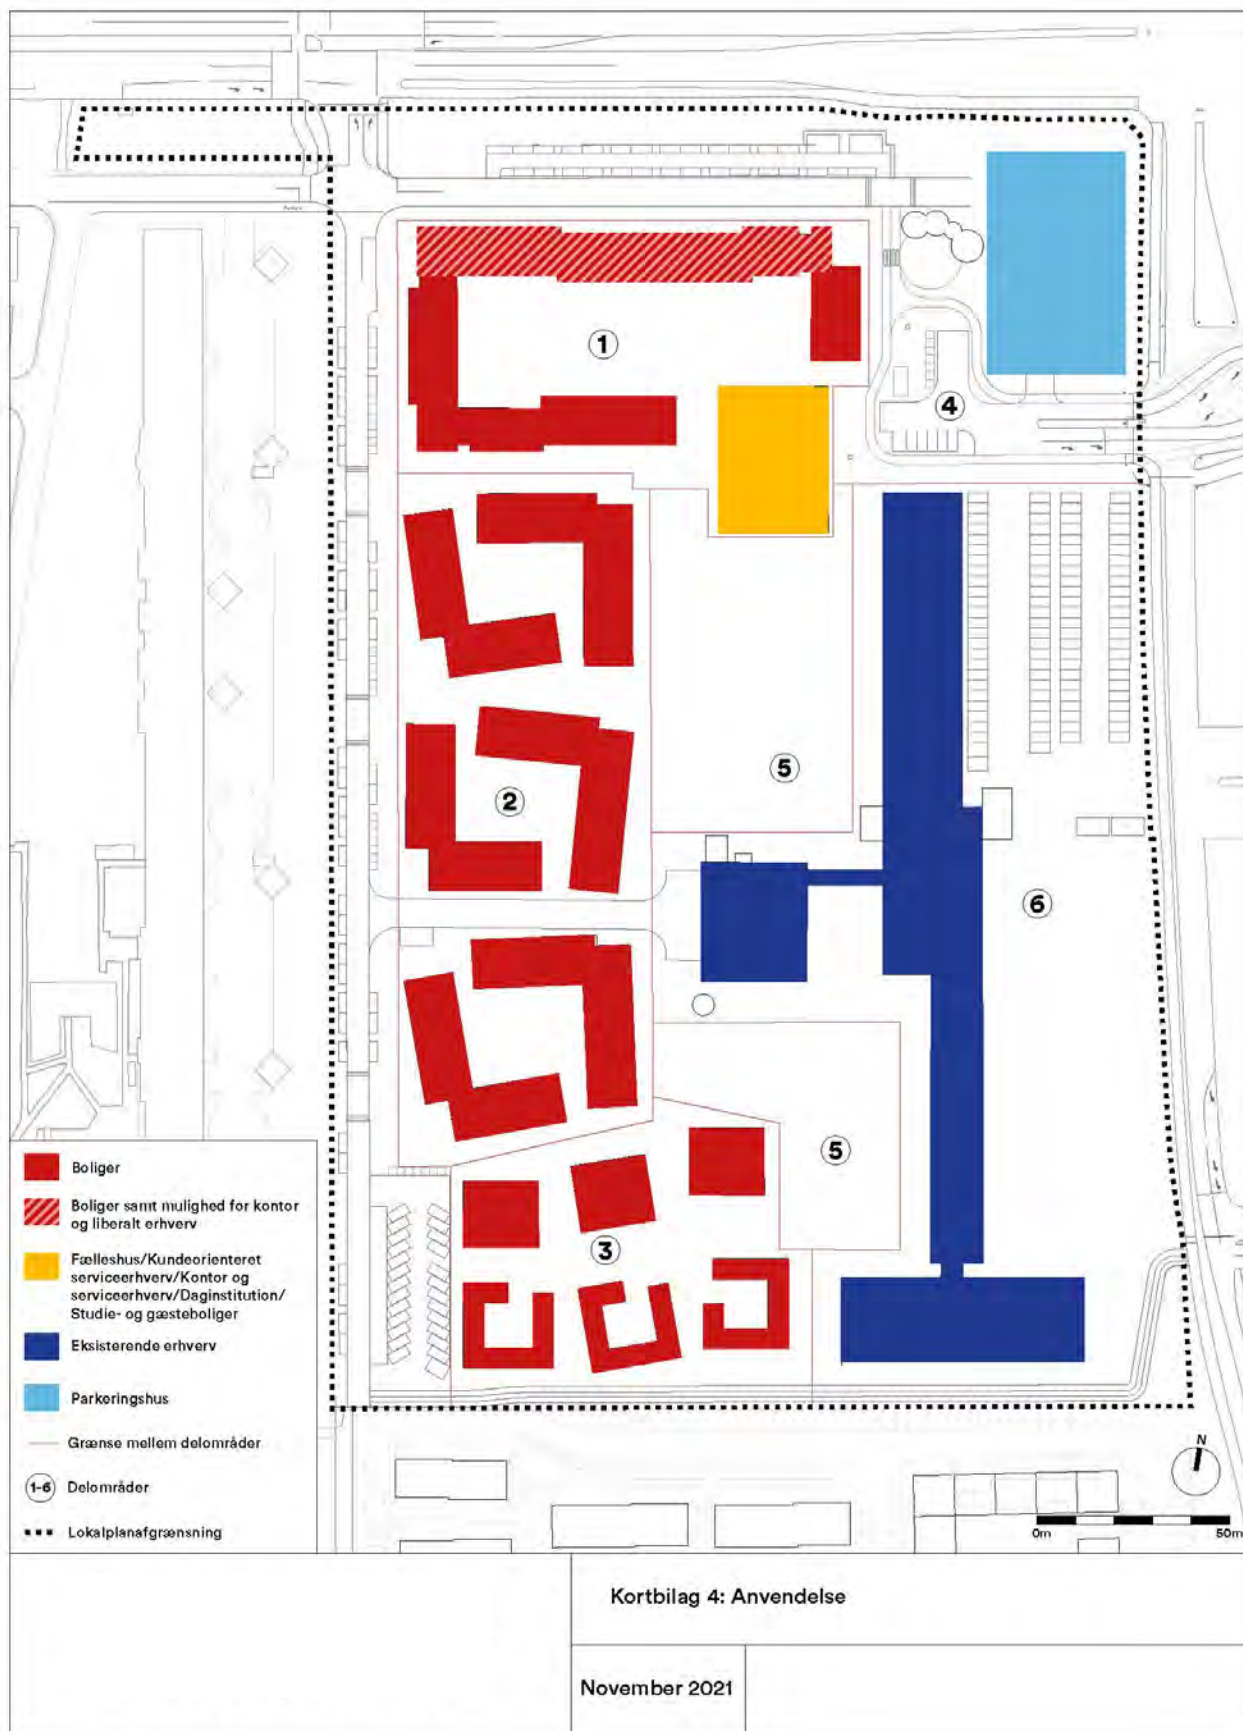 1
4
2
5
6
5
3
Boliger
Boliger samt mulighed for kontor
og liberalt erhverv
Fælleshus/Kundeorienteret
serviceerhverv/Kontor og
serviceerhverv/Daginstitution/
Studie- og gæsteboliger
Eksisterende erhverv
Parkeringshus
Grænse mellem delområder
1-6 Delområder
Lokalplanafgrænsning
N
0m 50m
Kortbilag 4: Anvendelse
November 2021